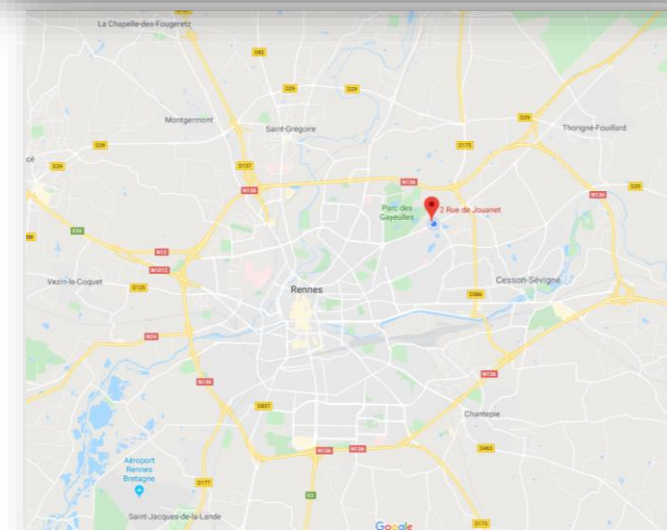 La Chapelle-des-Fougeretz
D82
D29
D29
D29
Montgermont
Saint-Grégoire
Thorigné-Fouillard
D29
D175
D29
D137
N136
N136
N136
D29
Parc des
Gayeulles
2 Rue de Jouanet
E50
N12
N1012
Vezin-le-Coquet
D125
Rennes
Cesson-Sévigné
D386
N24
N136
N136
D837
Chantepie
N136
N136
D463
Aéroport
Rennes
Bretagne
D177
E3
Saint-Jacques-de-la-Lande
Google
D173